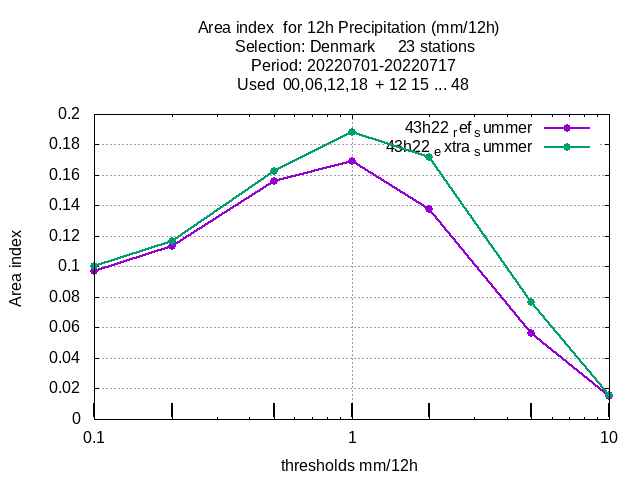 Area index  for 12h Precipitation (mm/12h)
Selection: Denmark     23 stations
Period: 20220701-20220717
Used  00,06,12,18  + 12 15 ... 48
43h22 ref summer
43h22 extra summer
0.2
0.18
0.16
0.14
0.12
0.1
0.08
0.06
0.04
0.02
0
Area index
0.1 1 10
thresholds mm/12h